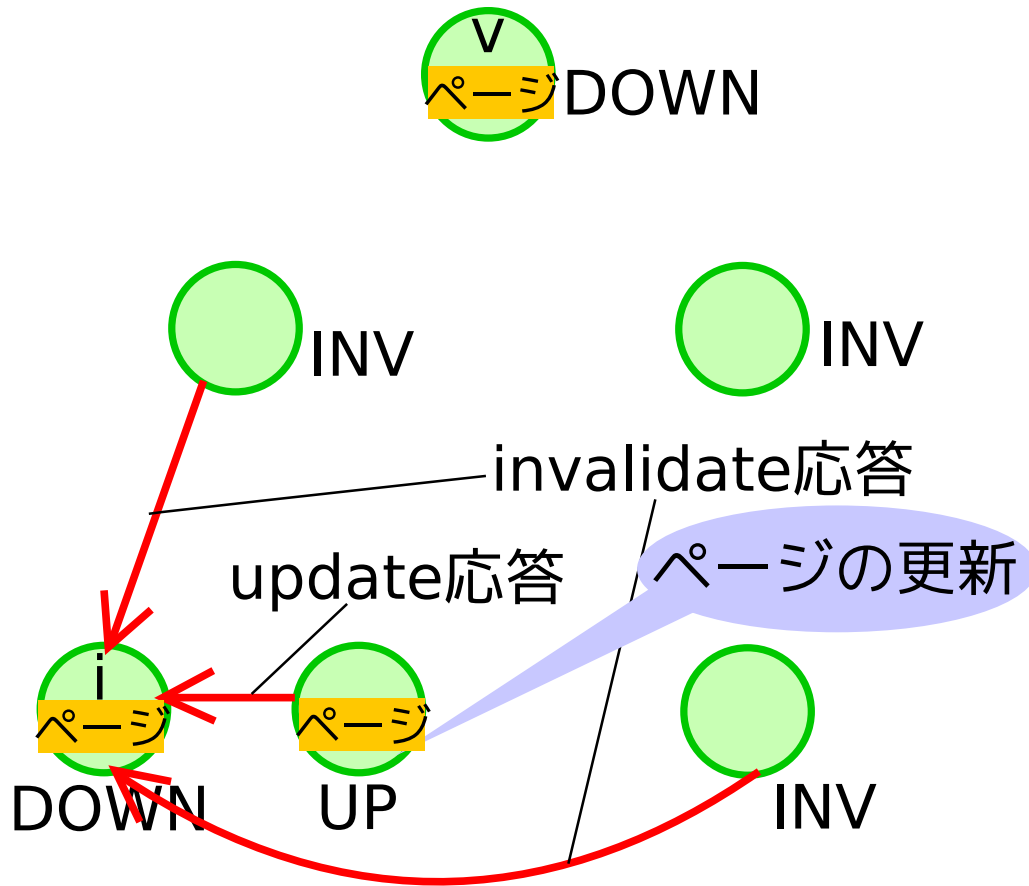 v
ページ DOWN
INV
INV
invalidate応答
ページの更新
update応答
i
ページ
ページ
DOWN
UP
INV